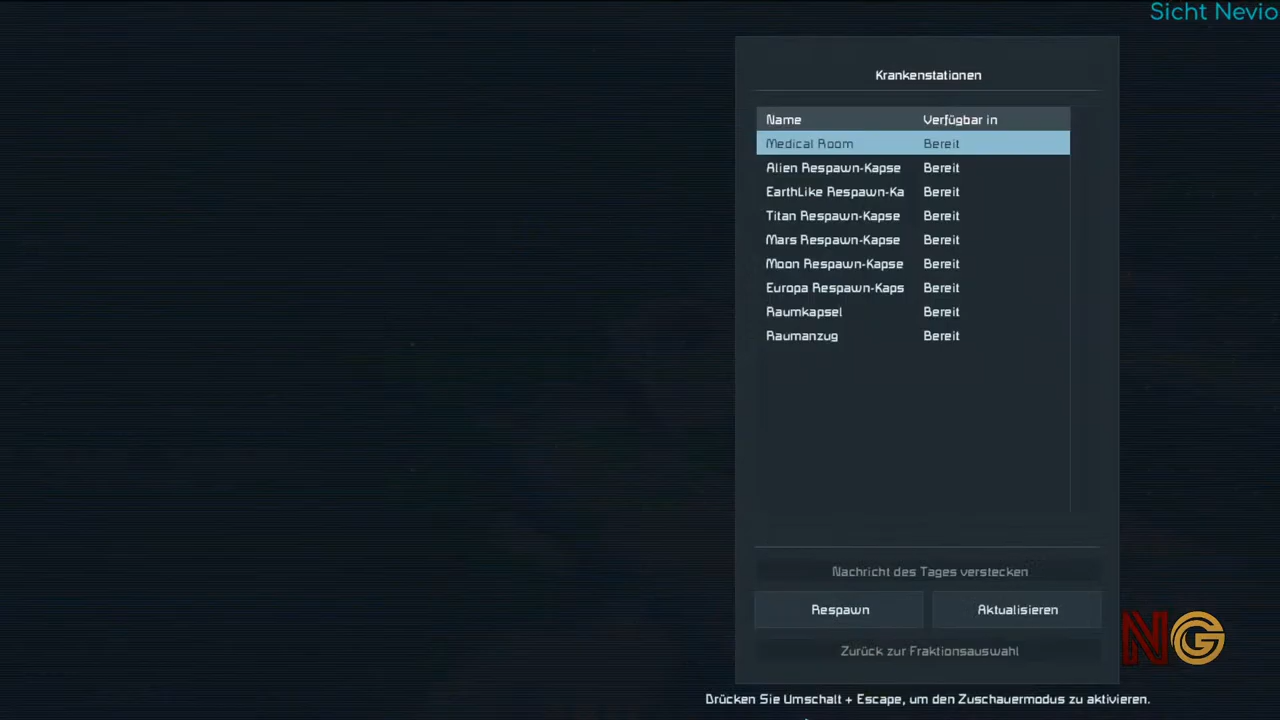 Sicht Nevio
Krankenstationen
Name Verfügbar in
Medical Room Bereit
Alien Respawn-Kapse Bereit
EarthLike Respawn-Ka Bereit
Titan Respawn-Kapse Bereit
Mars Respawn-Kapse Bereit
Moon Respawn-Kapse Bereit
Europa Respawn-Kaps Bereit
Raumkapsel Bereit
Raumanzug Bereit
Nachricht des Tages verstecken
Respawn Aktualisieren
NG
Zurück zur Fraktionsauswahl
Drücken Sie Umschalt + Escape, um den Zuschauermodus zu aktivieren.